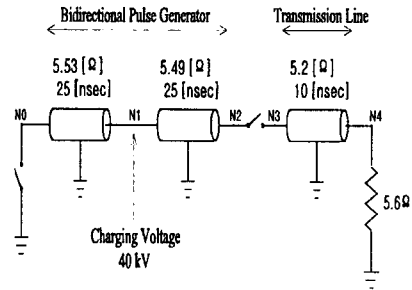 Bidirectional Pulse Generator
Transmission Line
5.53 [Ω]
25 [nsec]
5.49 [Ω]
25 [nsec]
5.2 [Ω]
10 [nsec]
N0
N1
N2
N3
N4
5.6Ω
Charging Voltage
40 kV